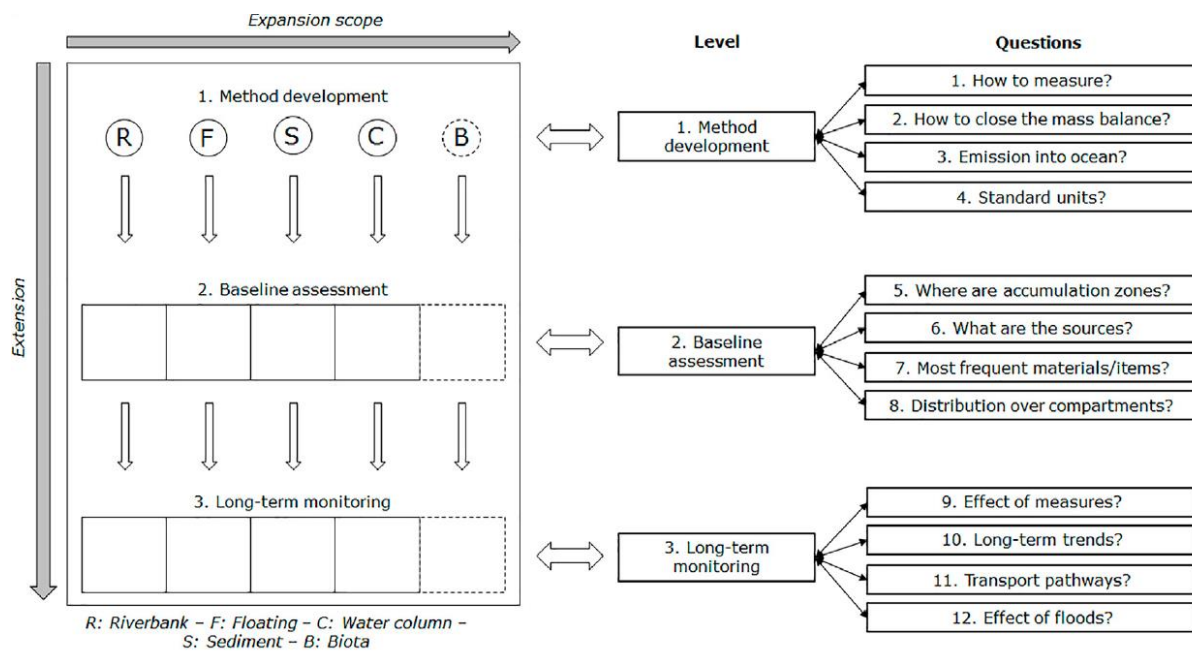 Expansion scope
Extension
1. Method development
R
F
S
C
B
2. Baseline assessment
3. Long-term monitoring
R: Riverbank – F: Floating – C: Water column –
S: Sediment – B: Biota
Level
1. Method
development
2. Baseline
assessment
3. Long-term
monitoring
Questions
1. How to measure?
2. How to close the mass balance?
3. Emission into ocean?
4. Standard units?
5. Where are accumulation zones?
6. What are the sources?
7. Most frequent materials/items?
8. Distribution over compartments?
9. Effect of measures?
10. Long-term trends?
11. Transport pathways?
12. Effect of floods?